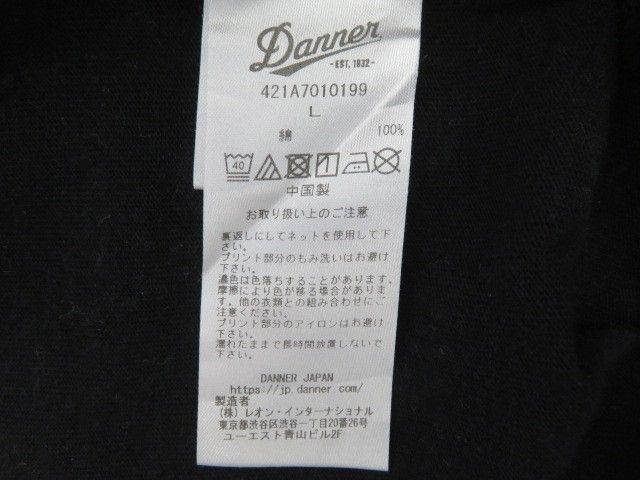 Danner
-EST. 1932-
421A7010199
L
綿 100%
40
中国製
お取り扱い上のご注意
裏返しにしてネットを使用して下
さい。
プリント部分のもみ洗いはお避け
下さい。
濃色は色落ちすることがあります。
摩擦により色が移る場合がありま
す。他の衣類との組み合わせにご
注意ください。
プリント部分のアイロンはお避け
下さい。
濡れたままで長時間放置しないで
下さい。
DANNER JAPAN
https://jp.danner.com/
製造者
(株) レオン・インターナショナル
東京都渋谷区渋谷一丁目20番26号
ユーエスト青山ビル2F